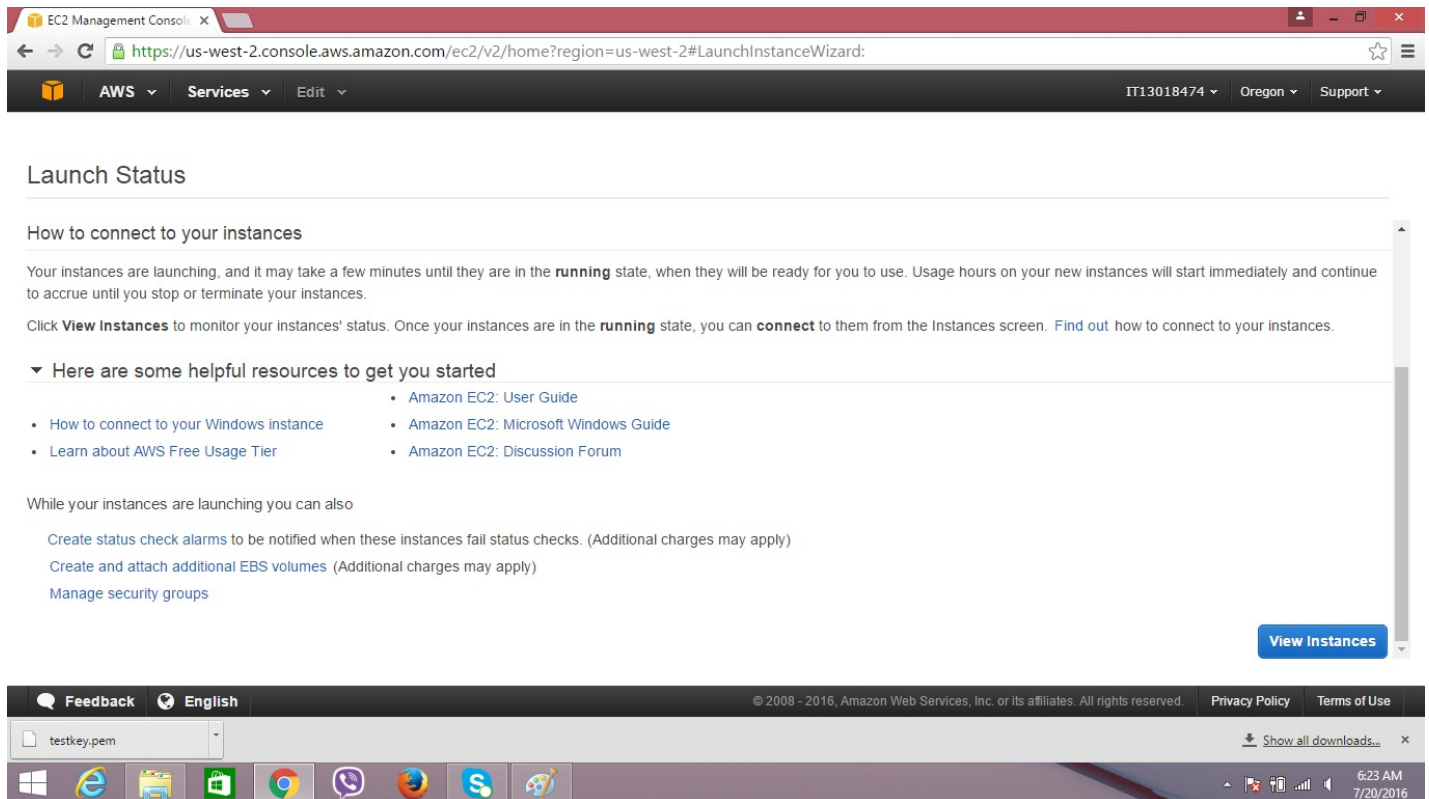 EC2 Management Console
https://us-west-2.console.aws.amazon.com/ec2/v2/home?region=us-west-2#LaunchInstanceWizard:
AWS Services Edit IT13018474 Oregon Support
Launch Status
How to connect to your instances
Your instances are launching, and it may take a few minutes until they are in the running state, when they will be ready for you to use. Usage hours on your new instances will start immediately and continue
to accrue until you stop or terminate your instances.
Click View Instances to monitor your instances' status. Once your instances are in the running state, you can connect to them from the Instances screen. Find out how to connect to your instances.
Here are some helpful resources to get you started
• Amazon EC2: User Guide
• How to connect to your Windows instance • Amazon EC2: Microsoft Windows Guide
• Learn about AWS Free Usage Tier • Amazon EC2: Discussion Forum
While your instances are launching you can also
Create status check alarms to be notified when these instances fail status checks. (Additional charges may apply)
Create and attach additional EBS volumes (Additional charges may apply)
Manage security groups
View Instances
Feedback English © 2008 - 2016, Amazon Web Services, Inc. or its affiliates. All rights reserved. Privacy Policy Terms of Use
testkey.pem Show all downloads...
6:23 AM
7/20/2016